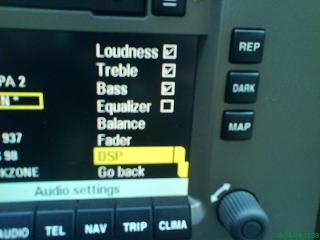 Loudness
Treble
PA 2
Bass
N *
Equalizer
Balance
937
Fader
98
DSP
KZONE
Go back
Audio settings
REP
DARK
MAP
AUDIO
TEL
NAV
TRIP
CLIMA